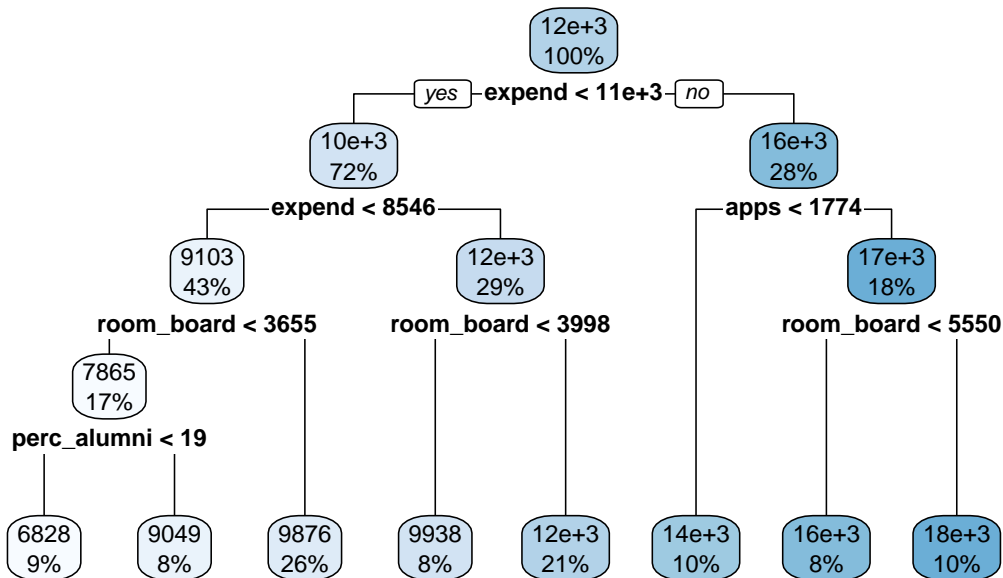 12e+3
100%
yes expend < 11e+3 no
10e+3
72%
16e+3
28%
expend < 8546
apps < 1774
9103
43%
12e+3
29%
17e+3
18%
room_board < 3655
room_board < 3998
room_board < 5550
7865
17%
perc_alumni < 19
6828
9%
9049
8%
9876
26%
9938
8%
12e+3
21%
14e+3
10%
16e+3
8%
18e+3
10%